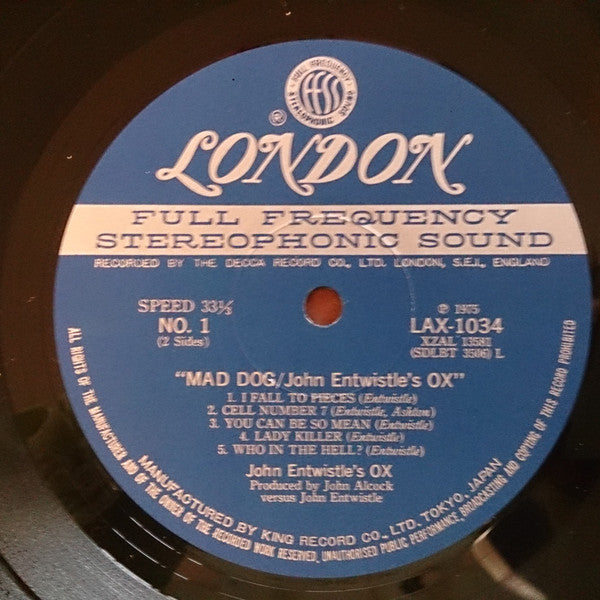 FULL FREQUENCY
ffss
STEREOPHONIC SOUND
®
LONDON
FULL FREQUENCY
STEREOPHONIC SOUND
RECORDED BY THE DECCA RECORD CO., LTD. LONDON, S.E.I., ENGLAND
SPEED 33⅓
NO. 1
(2 Sides)
℗ 1975
LAX-1034
XZAL 13581
(SDLBT 3506) L
"MAD DOG/John Entwistle's OX"
1. I FALL TO PIECES (Entwistle)
2. CELL NUMBER 7 (Entwistle, Ashton)
3. YOU CAN BE SO MEAN (Entwistle)
4. LADY KILLER (Entwistle)
5. WHO IN THE HELL? (Entwistle)
John Entwistle's OX
Produced by John Alcock
versus John Entwistle
MANUFACTURED BY KING RECORD CO., LTD. TOKYO, JAPAN
ALL RIGHTS OF THE MANUFACTURER AND OF THE OWNER OF THE RECORDED WORK RESERVED, UNAUTHORISED PUBLIC PERFORMANCE, BROADCASTING AND COPYING OF THIS RECORD PROHIBITED